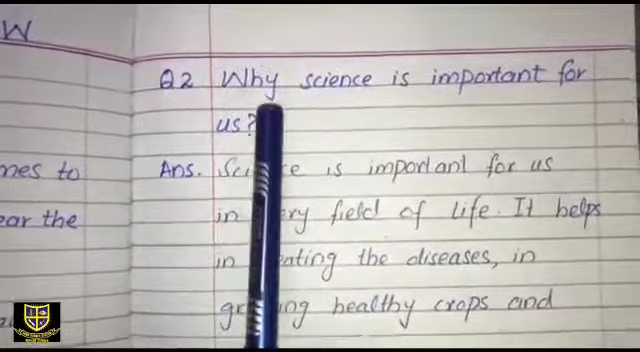 W
Q2 Why science is important for
us?
nes to
Ans. is important for us
ear the
in field of life. It helps
in the diseases, in
healthy crops and